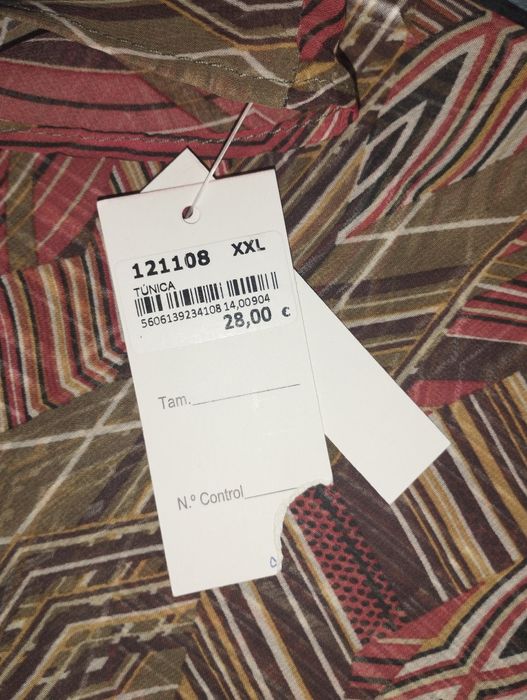 121108 XXL
TÚNICA
5606139234108 14,00904
28,00 €
Tam.
N.º Control